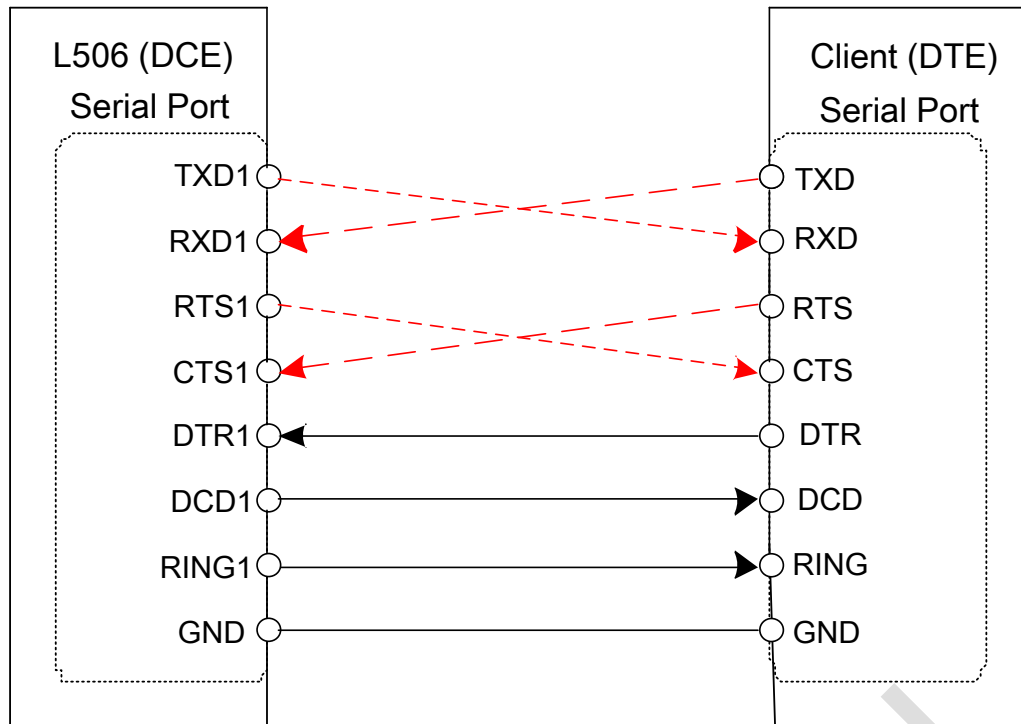 L506 (DCE)
Serial Port
TXD1
RXD1
RTS1
CTS1
DTR1
DCD1
RING1
GND
Client (DTE)
Serial Port
TXD
RXD
RTS
CTS
DTR
DCD
RING
GND